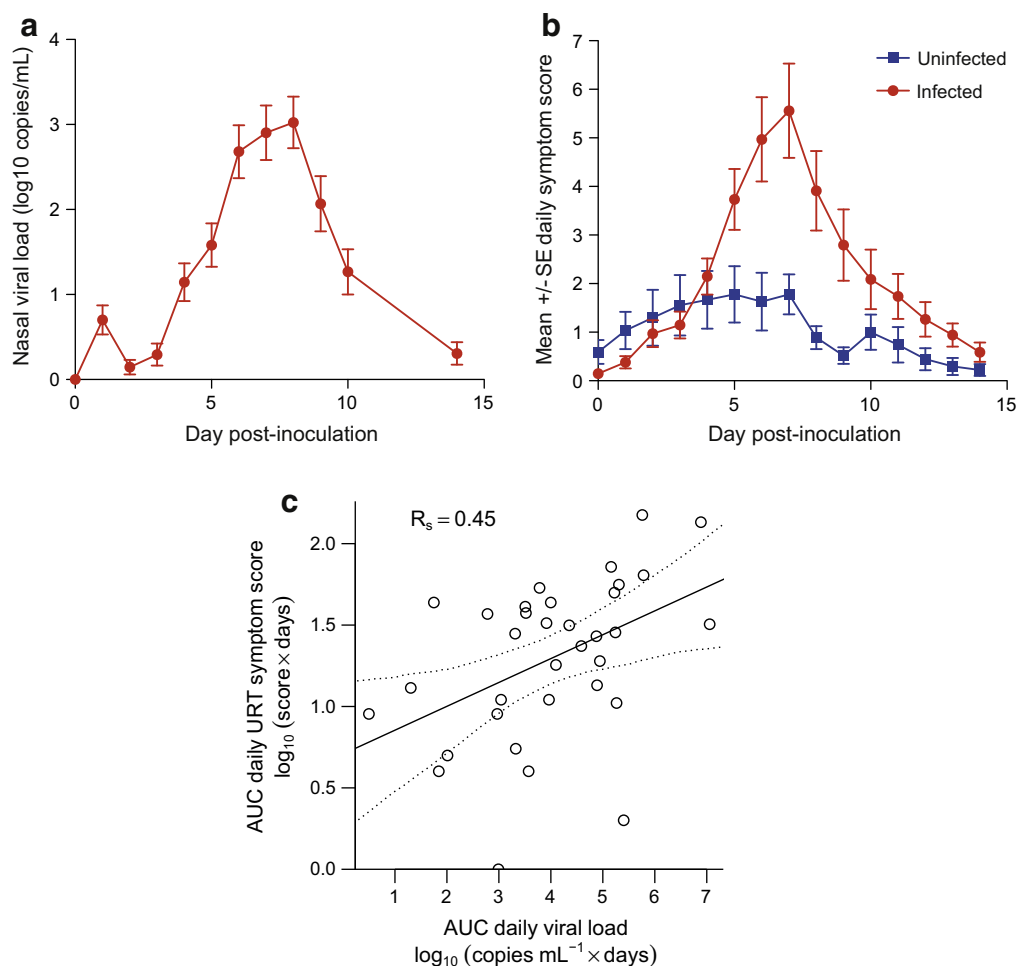 a
Nasal viral load (log10 copies/mL)
4
3
2
1
0
0 5 10 15
Day post-inoculation
b
Mean +/- SE daily symptom score
7
6
5
4
3
2
1
0
0 5 10 15
Day post-inoculation
Uninfected
Infected
c
Rₛ = 0.45
AUC daily URT symptom score
log₁₀ (score × days)
2.0
1.5
1.0
0.5
0.0
1 2 3 4 5 6 7
AUC daily viral load
log₁₀ (copies mL⁻¹ × days)